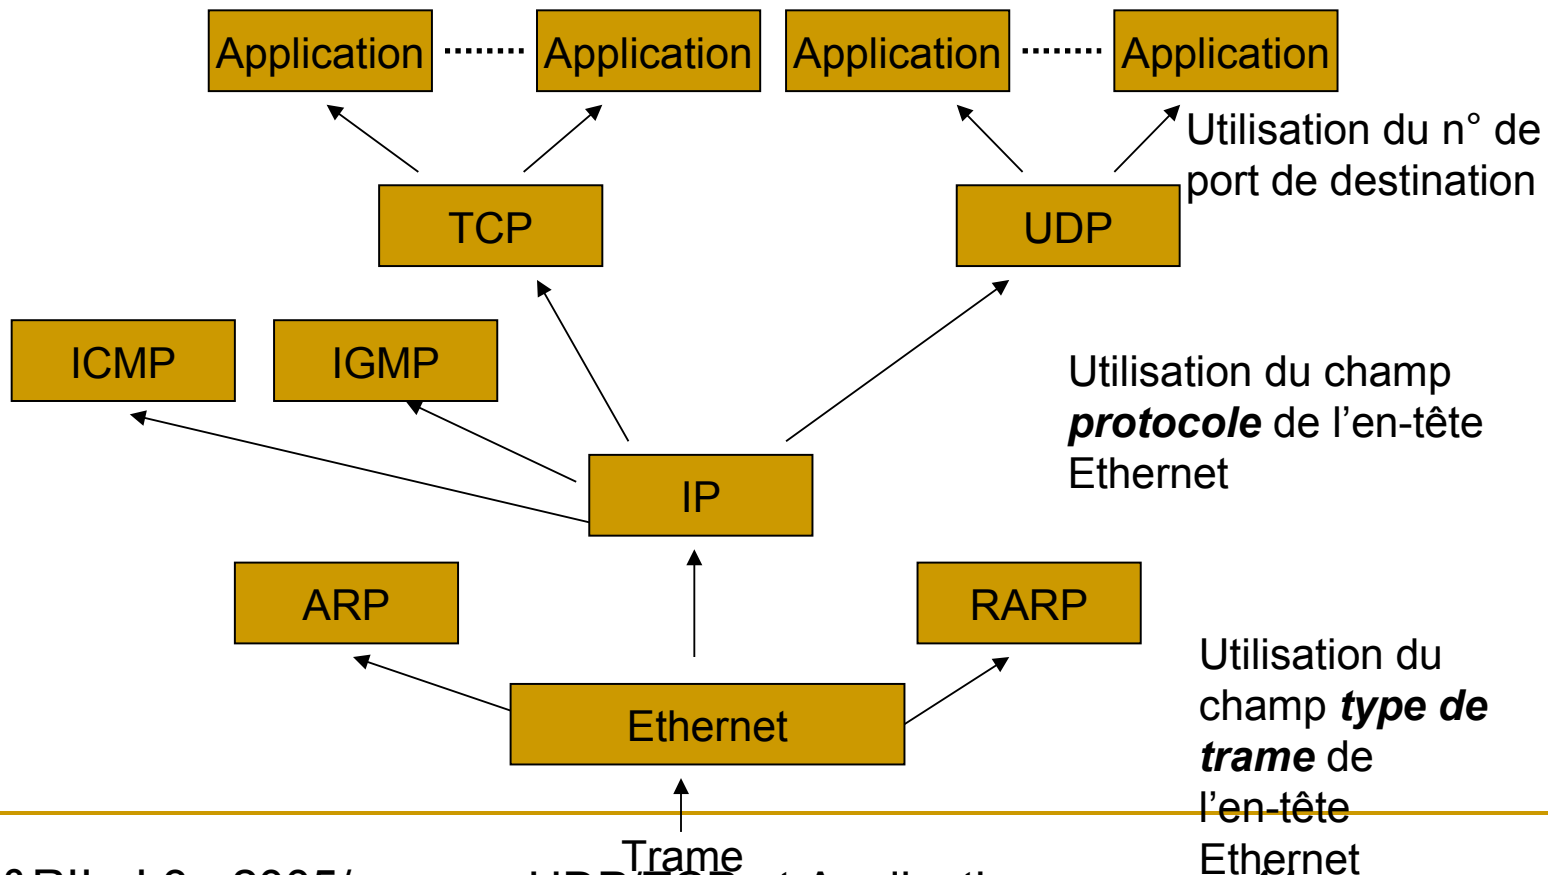 Application
Application
Application
Application
Utilisation du n° de
port de destination
TCP
UDP
ICMP
IGMP
Utilisation du champ
protocole de l’en-tête
Ethernet
IP
ARP
RARP
Utilisation du
champ type de
trame de
l’en-tête
Ethernet
Ethernet
Trame